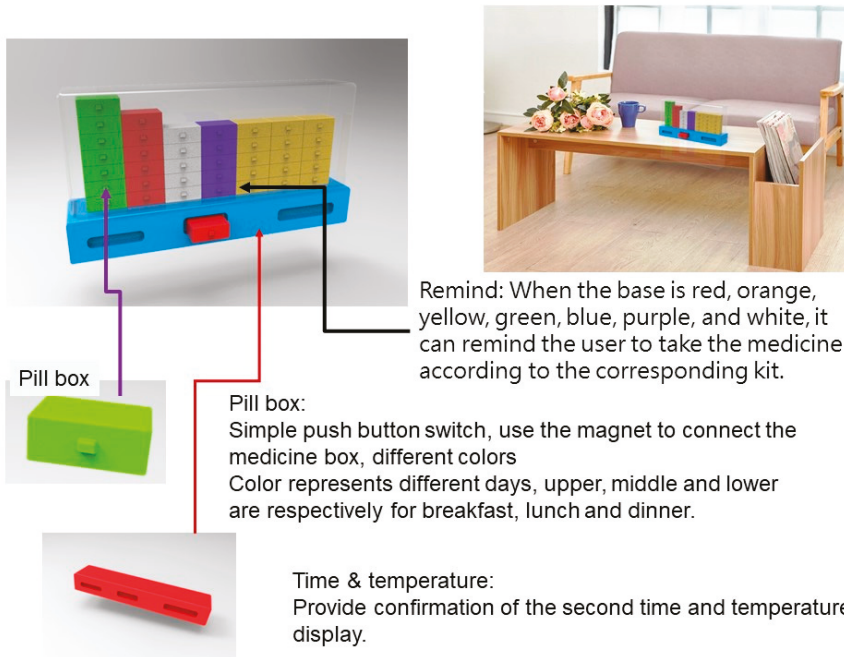 Remind: When the base is red, orange,
yellow, green, blue, purple, and white, it
can remind the user to take the medicine
according to the corresponding kit.
Pill box
Pill box:
Simple push button switch, use the magnet to connect the
medicine box, different colors
Color represents different days, upper, middle and lower
are respectively for breakfast, lunch and dinner.
Time & temperature:
Provide confirmation of the second time and temperature
display.